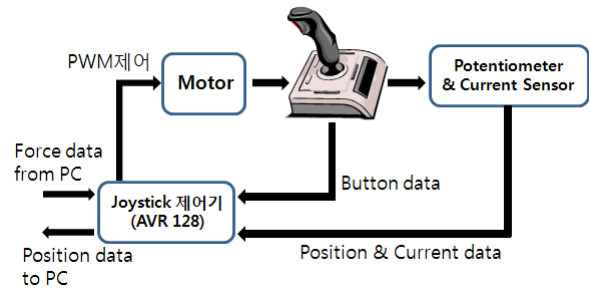 PWM제어
Motor
Potentiometer
& Current Sensor
Force data
from PC
Joystick 제어기
(AVR 128)
Button data
Position data
to PC
Position & Current data